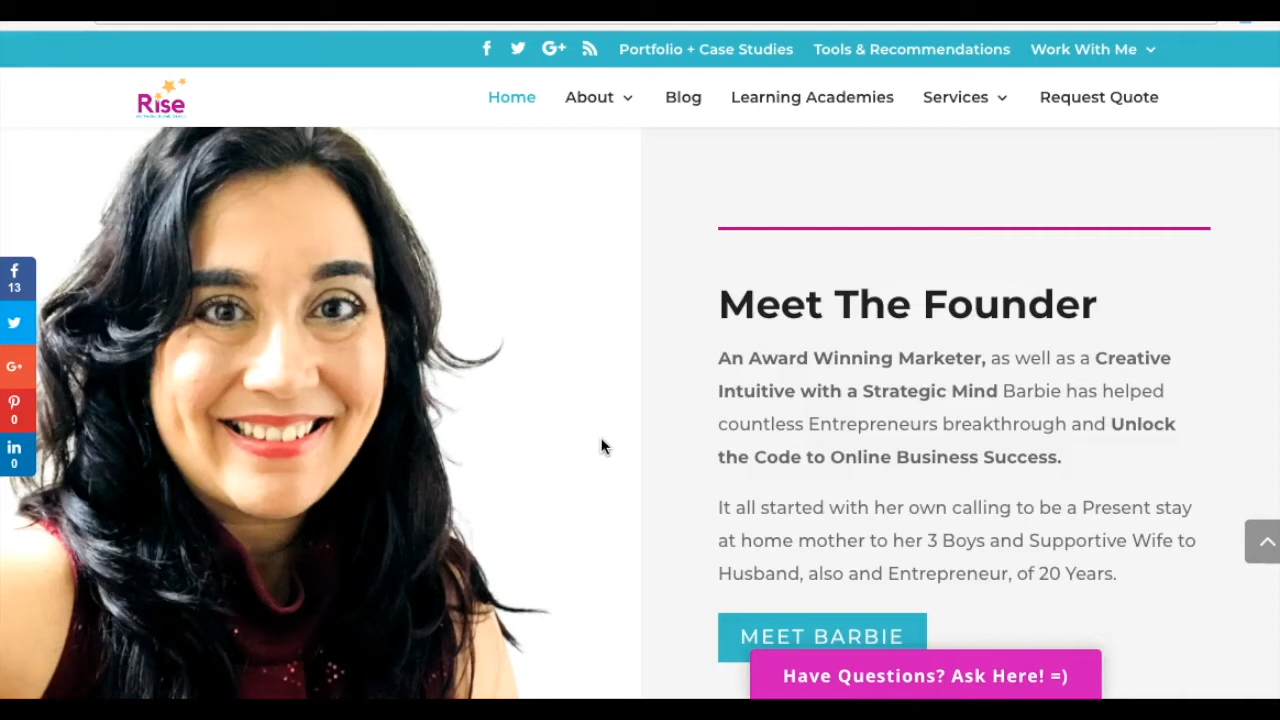 Portfolio + Case Studies Tools & Recommendations Work With Me
Rise
Home About Blog Learning Academies Services Request Quote
13
0
0
Meet The Founder
An Award Winning Marketer, as well as a Creative
Intuitive with a Strategic Mind Barbie has helped
countless Entrepreneurs breakthrough and Unlock
the Code to Online Business Success.
It all started with her own calling to be a Present stay
at home mother to her 3 Boys and Supportive Wife to
Husband, also and Entrepreneur, of 20 Years.
MEET BARBIE
Have Questions? Ask Here! =)